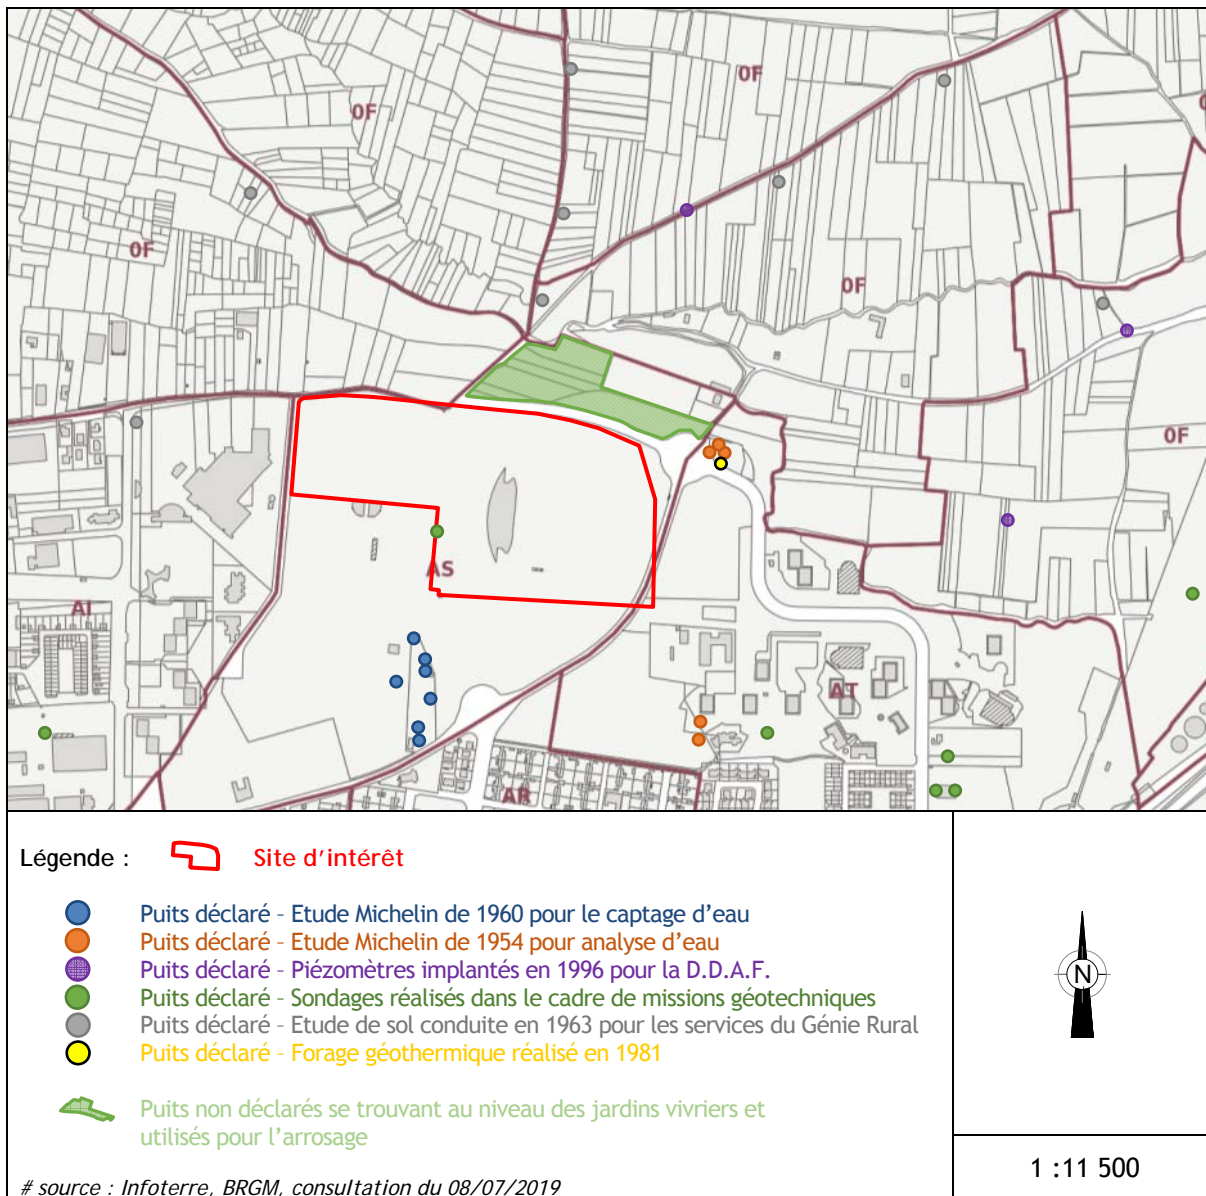 0F
0F
0F
0F
0F
AS
AI
AT
AR
Légende :
Site d'intérêt
Puits déclaré – Etude Michelin de 1960 pour le captage d'eau
Puits déclaré – Etude Michelin de 1954 pour analyse d'eau
Puits déclaré – Piézomètres implantés en 1996 pour la D.D.A.F.
Puits déclaré – Sondages réalisés dans le cadre de missions géotechniques
Puits déclaré – Etude de sol conduite en 1963 pour les services du Génie Rural
Puits déclaré – Forage géothermique réalisé en 1981
Puits non déclarés se trouvant au niveau des jardins vivriers et
utilisés pour l'arrosage
# source : Infoterre, BRGM, consultation du 08/07/2019
N
1 :11 500